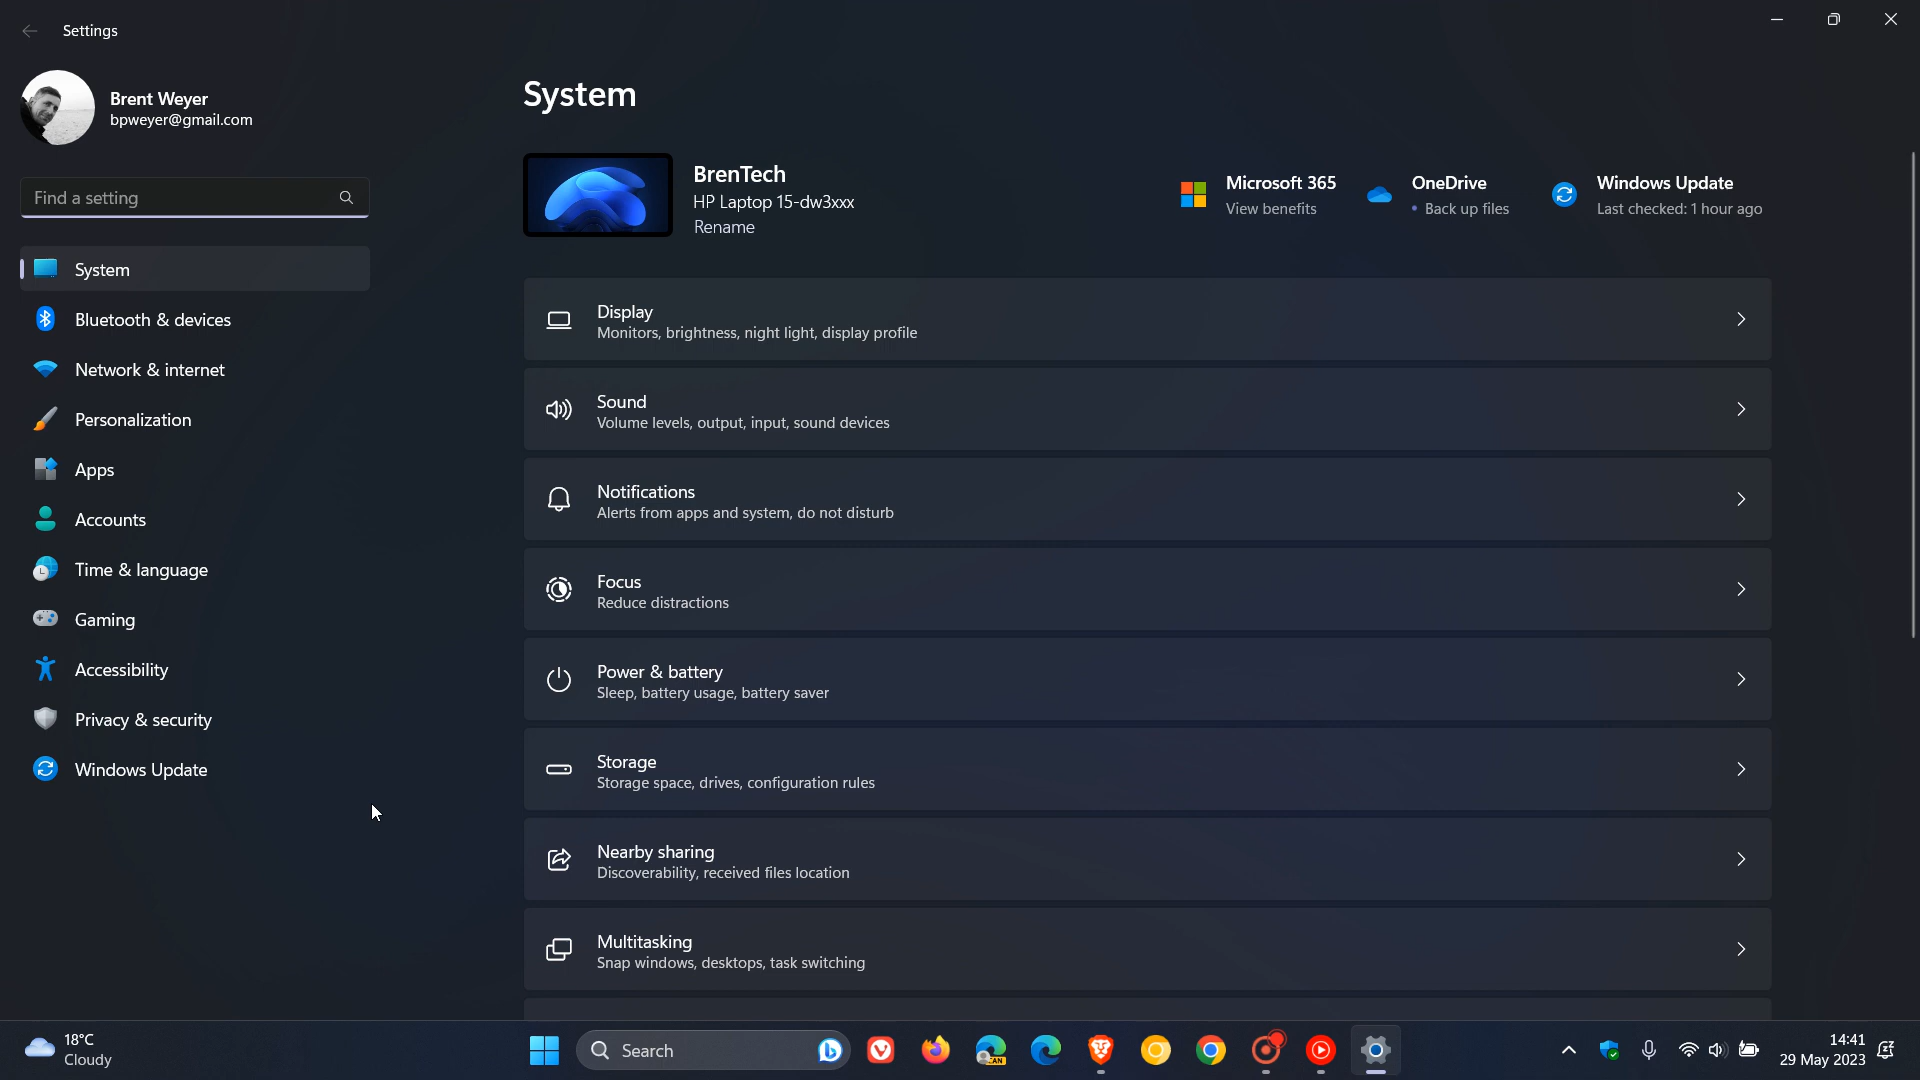 Settings
Brent Weyer
bpweyer@gmail.com
Find a setting
System
Bluetooth & devices
Network & internet
Personalization
Apps
Accounts
Time & language
Gaming
Accessibility
Privacy & security
Windows Update
System
BrenTech
HP Laptop 15-dw3xxx
Rename
Microsoft 365
View benefits
OneDrive
• Back up files
Windows Update
Last checked: 1 hour ago
Display
Monitors, brightness, night light, display profile
Sound
Volume levels, output, input, sound devices
Notifications
Alerts from apps and system, do not disturb
Focus
Reduce distractions
Power & battery
Sleep, battery usage, battery saver
Storage
Storage space, drives, configuration rules
Nearby sharing
Discoverability, received files location
Multitasking
Snap windows, desktops, task switching
18°C
Cloudy
Search
CAN
14:41
29 May 2023